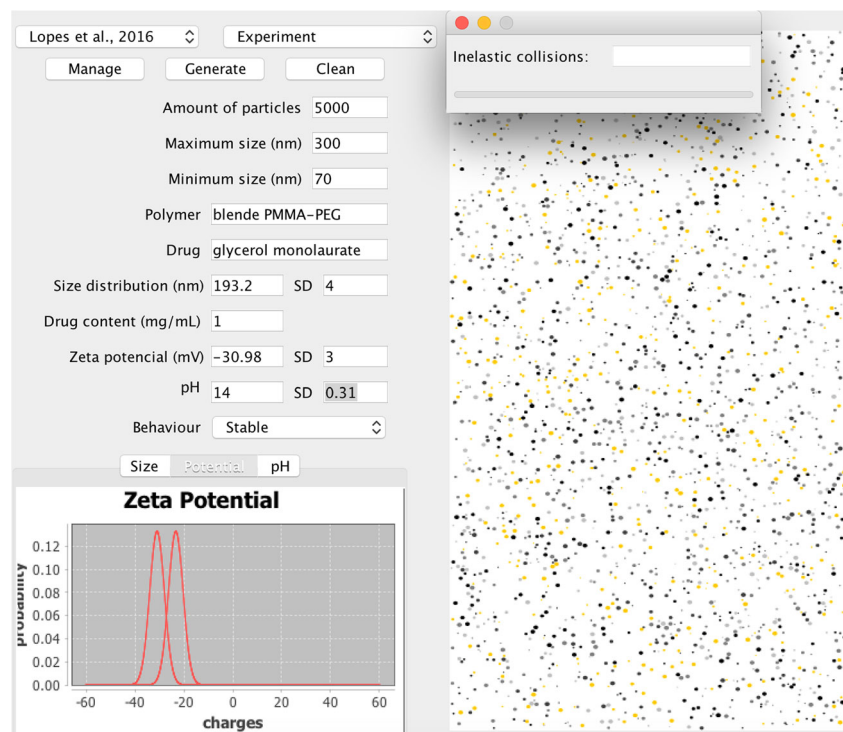 Lopes et al., 2016 Experiment
Manage Generate Clean
Amount of particles 5000
Maximum size (nm) 300
Minimum size (nm) 70
Polymer blende PMMA-PEG
Drug glycerol monolaurate
Size distribution (nm) 193.2 SD 4
Drug content (mg/mL) 1
Zeta potencial (mV) -30.98 SD 3
pH 14 SD 0.31
Behaviour Stable
Size Potential pH
Zeta Potential
probability
0.12
0.10
0.08
0.06
0.04
0.02
0.00
-60 -40 -20 0 20 40 60
charges
Inelastic collisions: